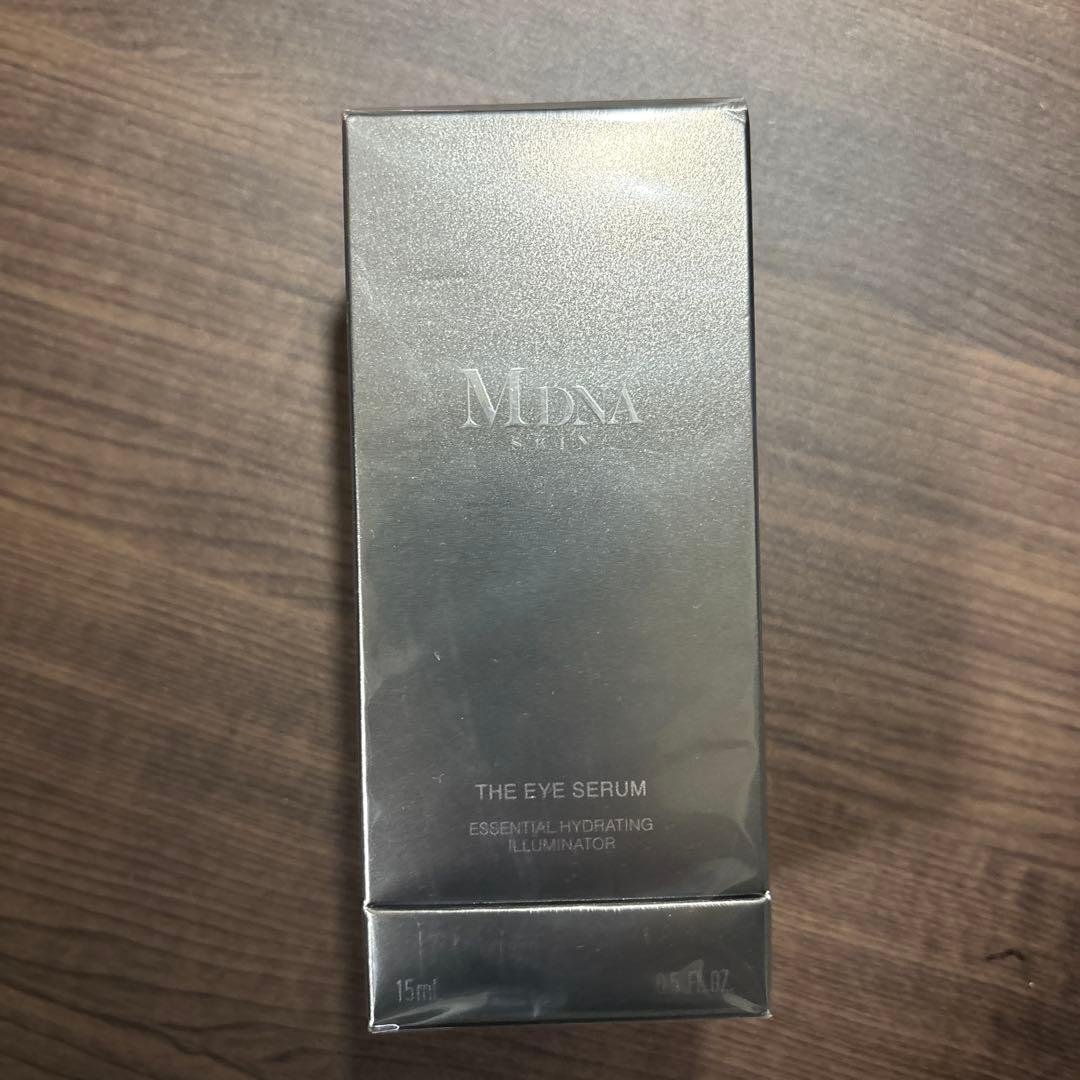 MDNA
SKIN
THE EYE SERUM
ESSENTIAL HYDRATING
ILLUMINATOR
15ml 0.5 FL.OZ.